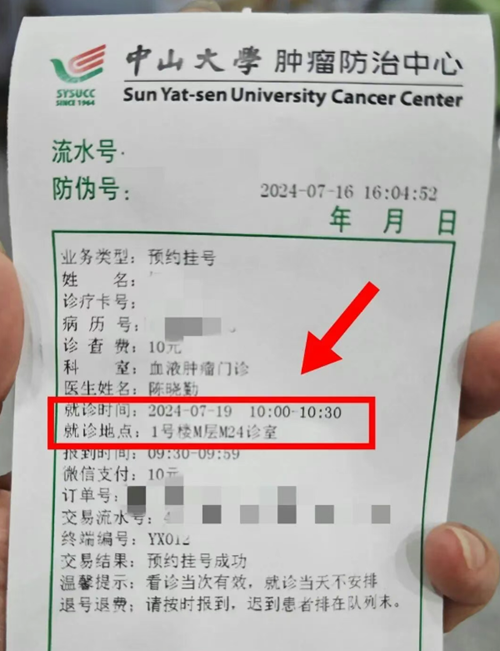 中山大學 肿瘤防治中心
SYSUCC
SINCE 1964
Sun Yat-sen University Cancer Center
流水号
防伪号:
2024-07-16 16:04:52
年 月 日
业务类型: 预约挂号
姓 名:
诊疗卡号:
病 历 号:
诊 查 费: 10元
科 室: 血液肿瘤门诊
医生姓名: 陈晓勤
就诊时间: 2024-07-19 10:00-10:30
就诊地点: 1号楼M层M24诊室
报到时间: 09:30-09:59
微信支付: 10元
订单号:
交易流水号:
终端编号: YX012
交易结果: 预约挂号成功
温馨提示: 看诊当次有效, 就诊当天不安排
退号退费; 请按时报到, 迟到患者排在队列末。